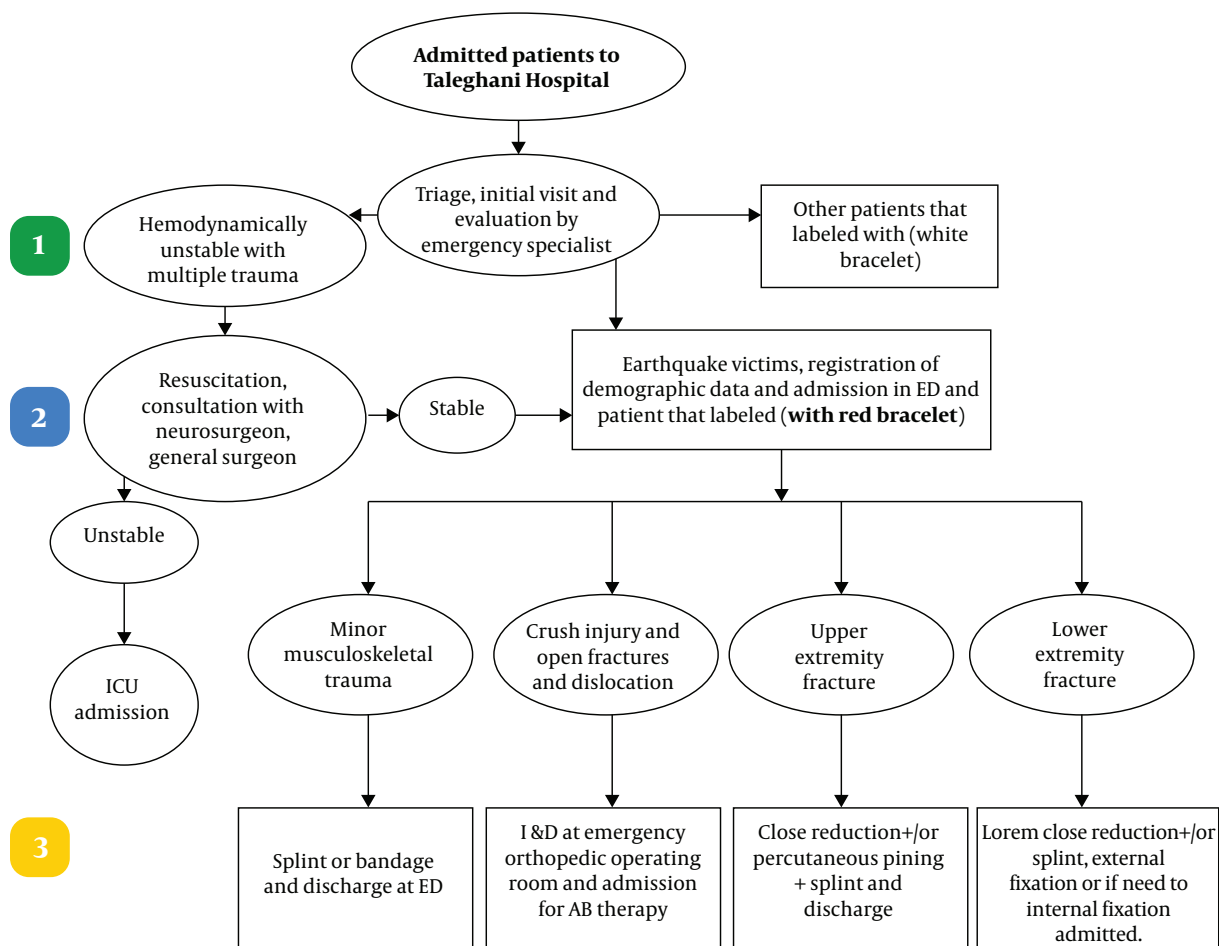 Admitted patients to
Taleghani Hospital
Triage, initial visit and
evaluation by
emergency specialist
Other patients that
labeled with (white
bracelet)
1
Hemodynamically
unstable with
multiple trauma
2
Resuscitation,
consultation with
neurosurgeon,
general surgeon
Stable
Earthquake victims, registration of
demographic data and admission in ED and
patient that labeled (with red bracelet)
Unstable
ICU
admission
Minor
musculoskeletal
trauma
Crush injury and
open fractures
and dislocation
Upper
extremity
fracture
Lower
extremity
fracture
3
Splint or bandage
and discharge at ED
I &D at emergency
orthopedic operating
room and admission
for AB therapy
Close reduction+/or
percutaneous pining
+ splint and
discharge
Lorem close reduction+/or
splint, external
fixation or if need to
internal fixation
admitted.